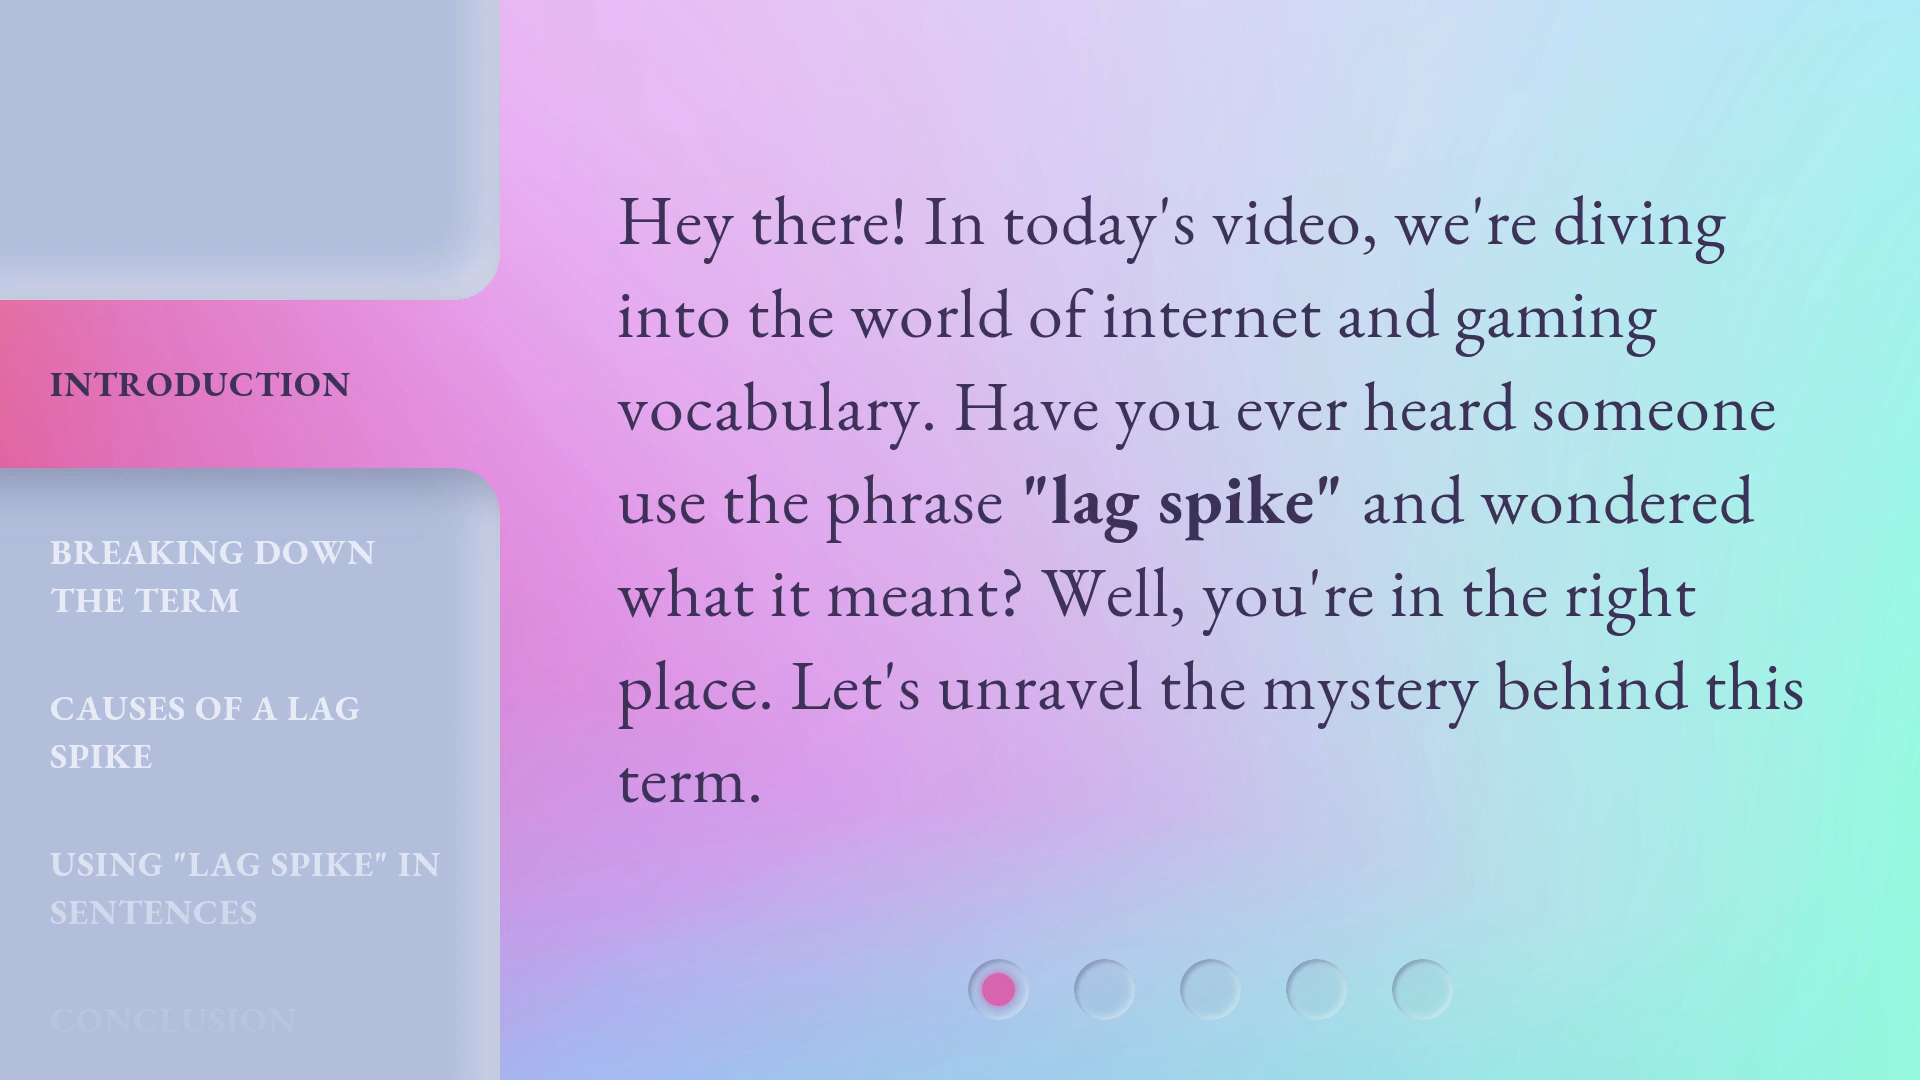 INTRODUCTION
BREAKING DOWN
THE TERM
CAUSES OF A LAG
SPIKE
USING "LAG SPIKE" IN
SENTENCES
CONCLUSION
Hey there! In today's video, we're diving
into the world of internet and gaming
vocabulary. Have you ever heard someone
use the phrase "lag spike" and wondered
what it meant? Well, you're in the right
place. Let's unravel the mystery behind this
term.